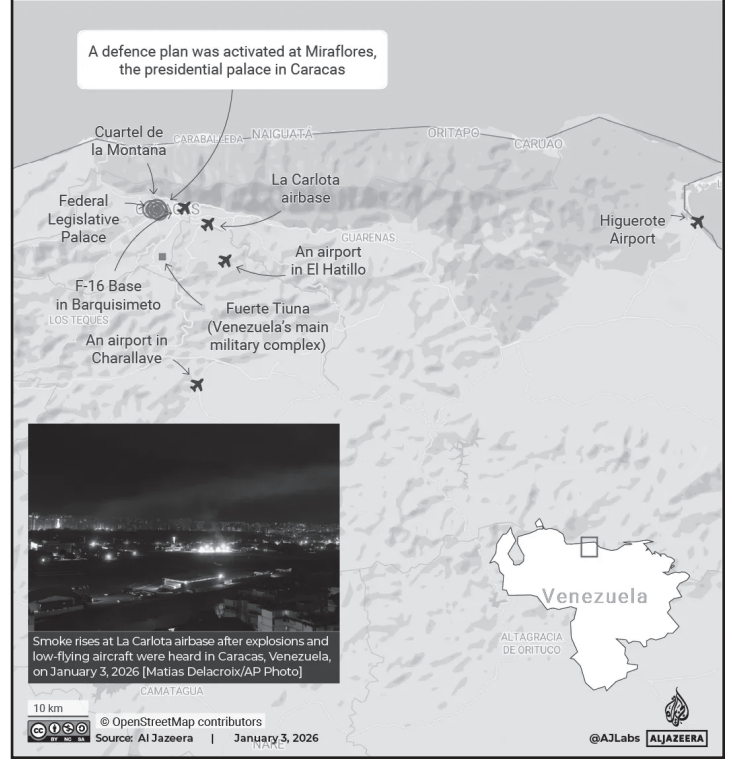 A defence plan was activated at Miraflores,
the presidential palace in Caracas
Cuartel de
la Montana
CARABALLEDA
NAIGUATÁ
ORITAPO
CARUAO
La Carlota
airbase
Federal
Legislative
Palace
Higuerote
Airport
GUARENAS
An airport
in El Hatillo
F-16 Base
in Barquisimeto
Fuerte Tiuna
(Venezuela's main
military complex)
LOS TEQUES
An airport in
Charallave
Venezuela
ALTAGRACIA
DE ORITUCO
Smoke rises at La Carlota airbase after explosions and
low-flying aircraft were heard in Caracas, Venezuela,
on January 3, 2026 [Matias Delacroix/AP Photo]
CAMATAGUA
10 km
© OpenStreetMap contributors
CC BY NC SA
Source: Al Jazeera | January 3, 2026
@AJLabs
ALJAZEERA